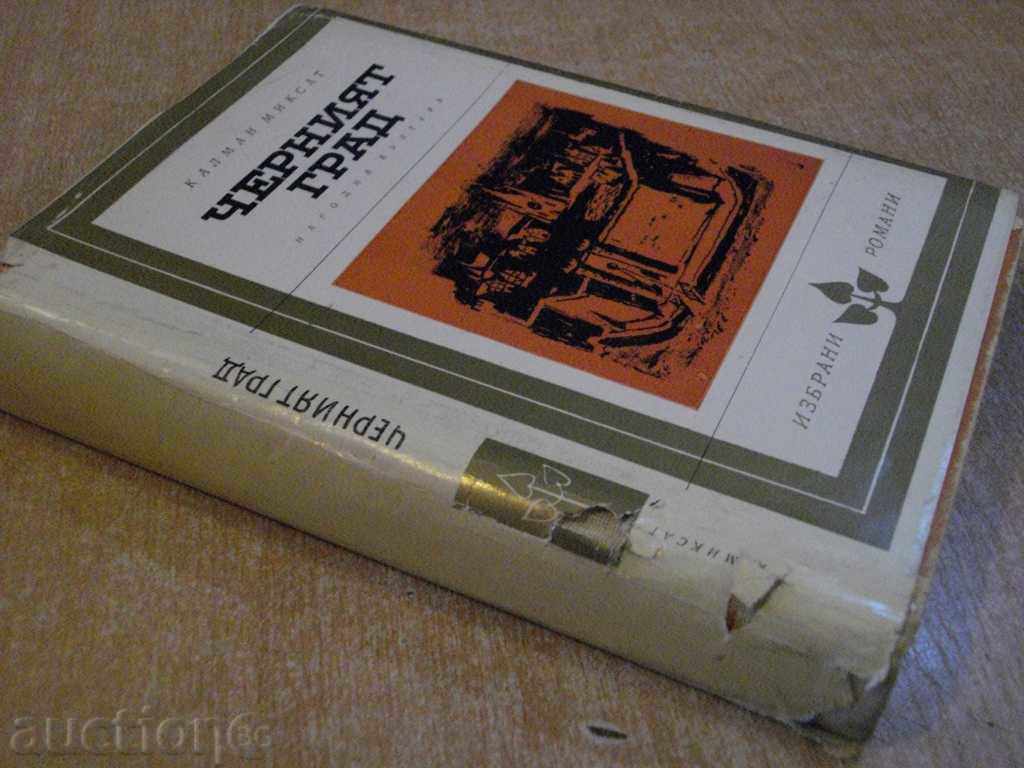 КАЛМАН МИКСАТ
ЧЕРНИЯТ
ГРАД
НАРОДНА КУЛТУРА
ИЗБРАНИ РОМАНИ
ЧЕРНИЯТ ГРАД
МИКСАТ
auction.bg